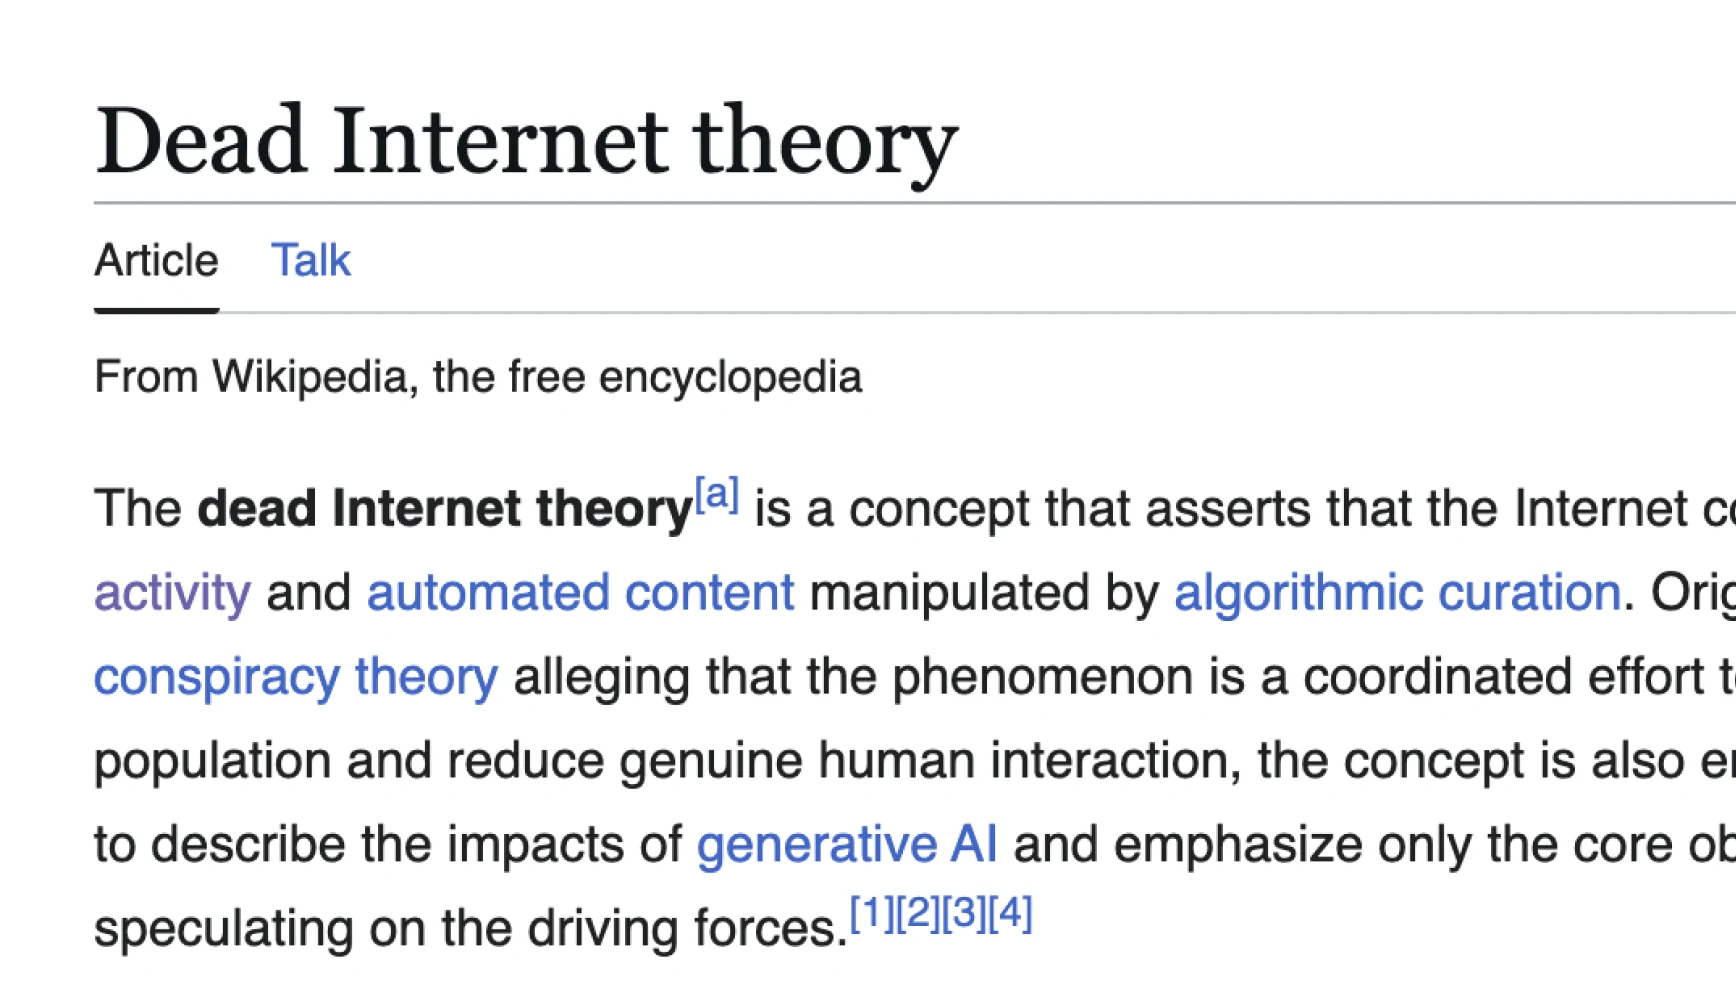 Dead Internet theory
Article Talk
From Wikipedia, the free encyclopedia
The dead Internet theory[a] is a concept that asserts that the Internet
activity and automated content manipulated by algorithmic curation.
conspiracy theory alleging that the phenomenon is a coordinated effort
population and reduce genuine human interaction, the concept is also
to describe the impacts of generative AI and emphasize only the core
speculating on the driving forces.[1][2][3][4]